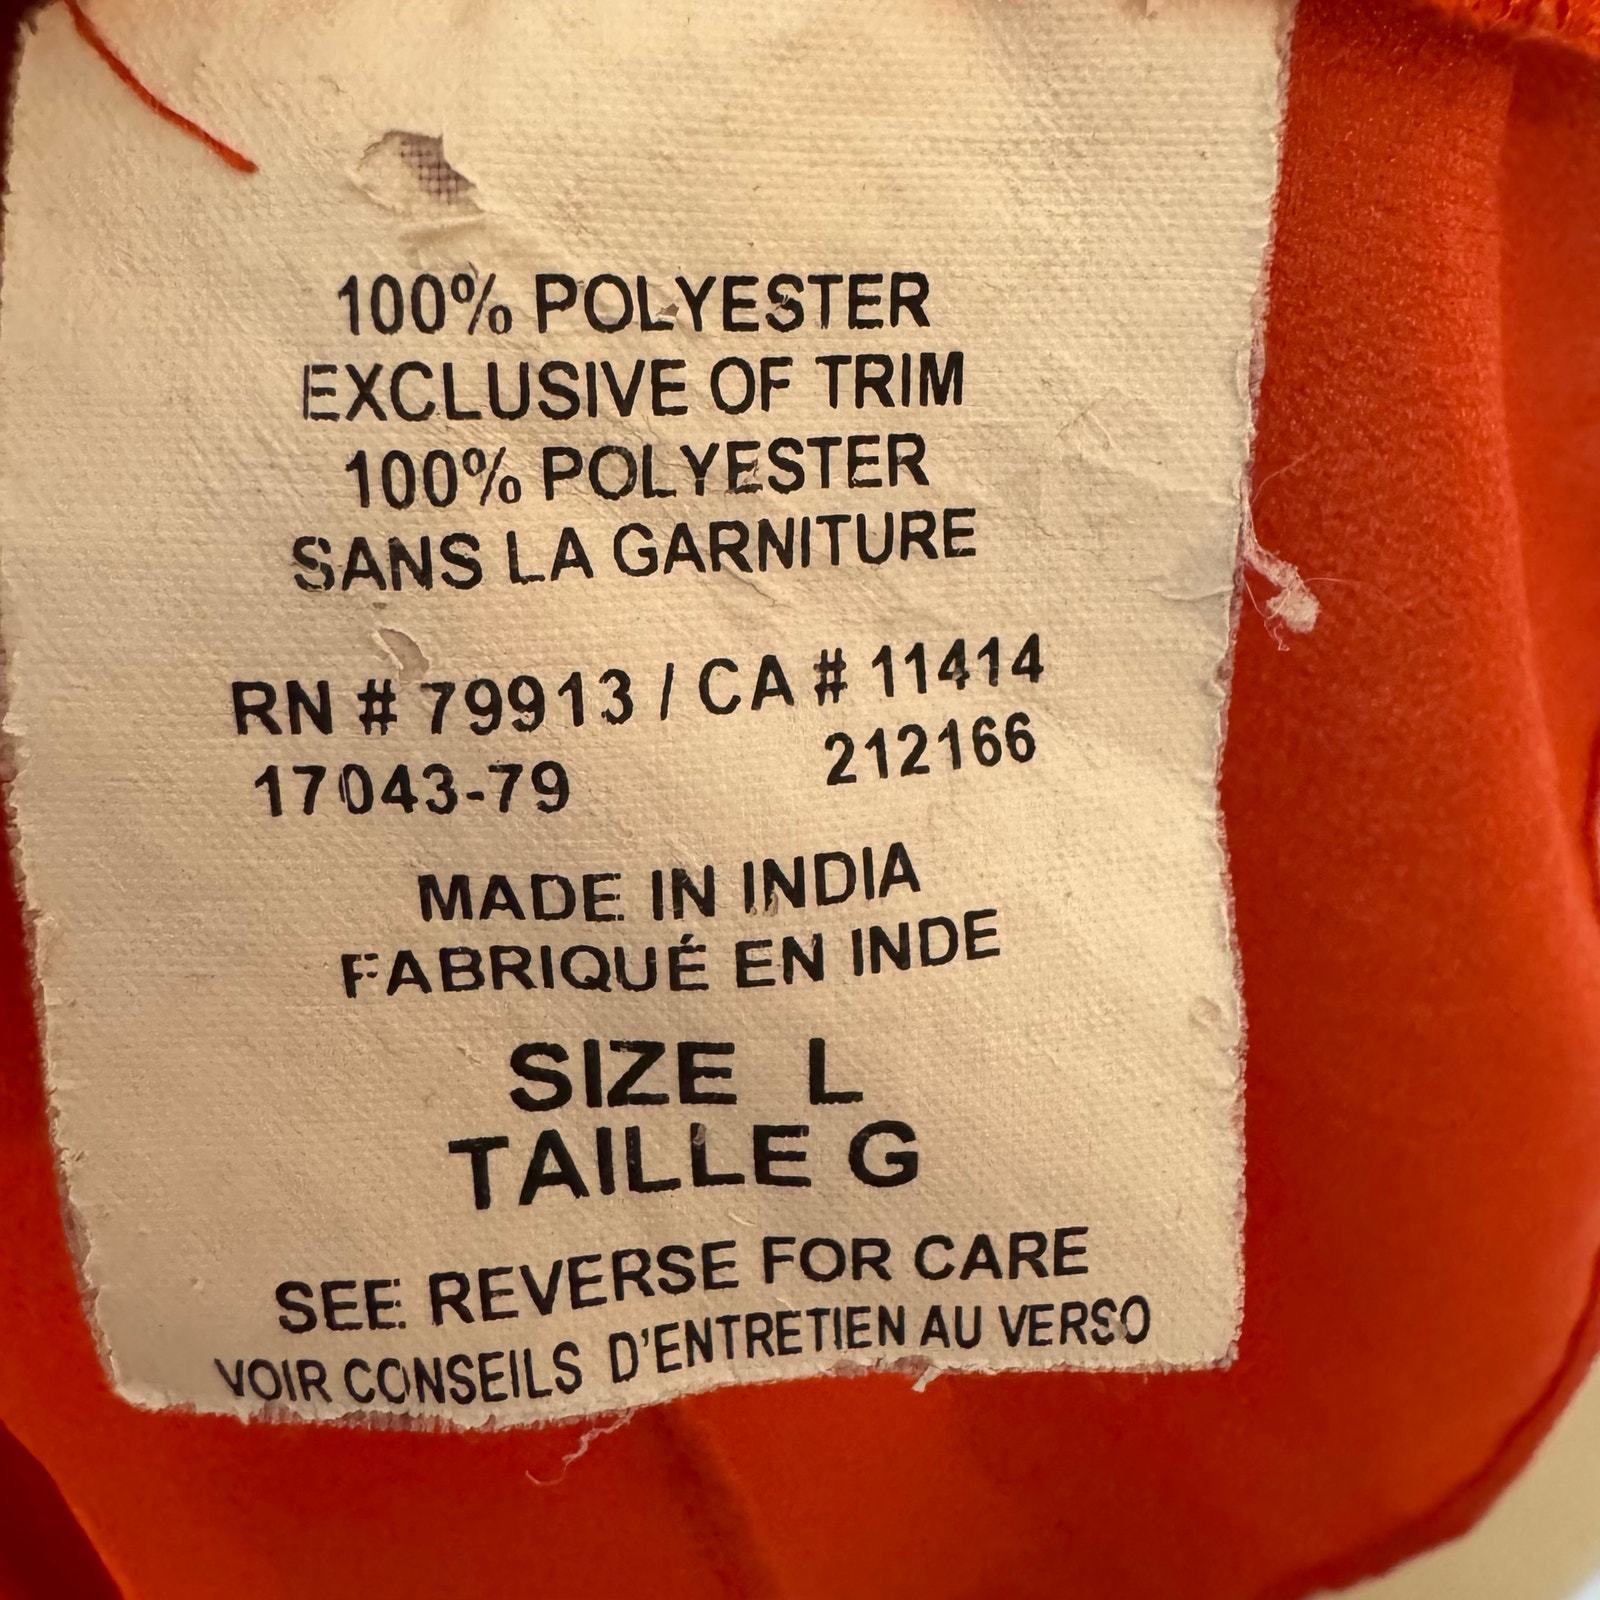 100% POLYESTER
EXCLUSIVE OF TRIM
100% POLYESTER
SANS LA GARNITURE
RN # 79913 / CA # 11414
17043-79 212166
MADE IN INDIA
FABRIQUÉ EN INDE
SIZE L
TAILLE G
SEE REVERSE FOR CARE
VOIR CONSEILS D'ENTRETIEN AU VERSO